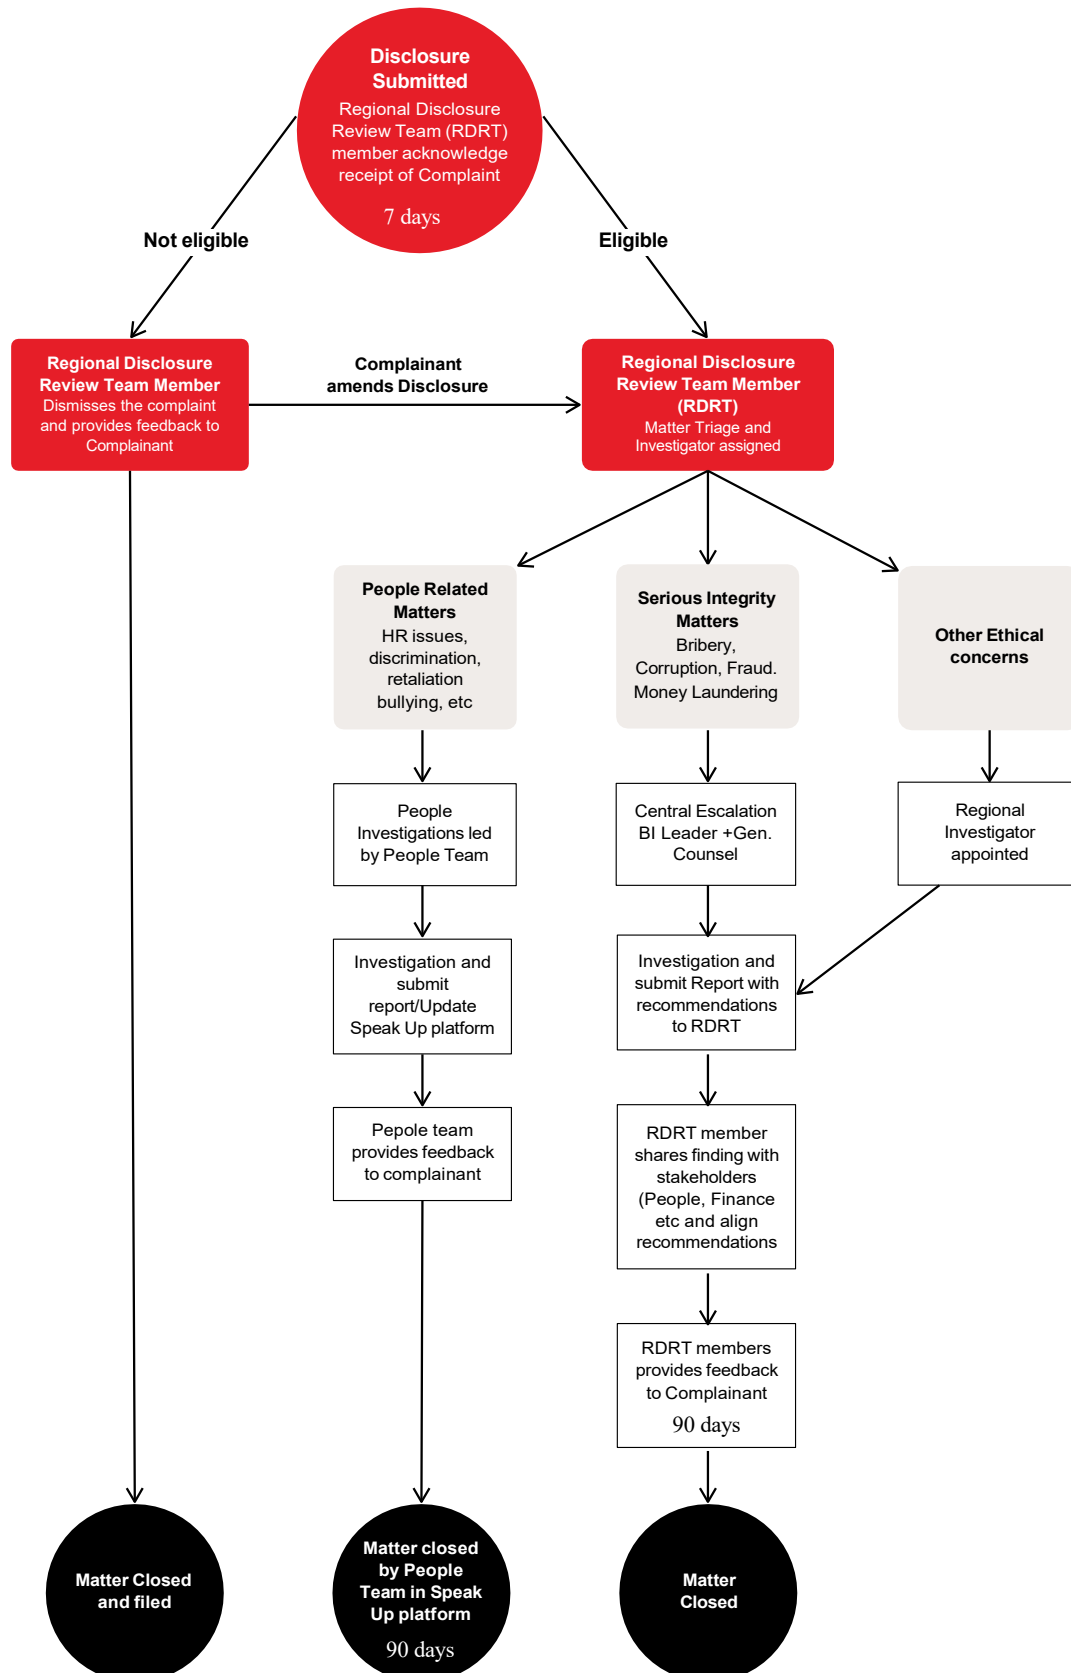 Disclosure
Submitted
Regional Disclosure
Review Team (RDRT)
member acknowledge
receipt of Complaint
7 days
Not eligible
Eligible
Regional Disclosure
Review Team Member
Dismisses the complaint
and provides feedback to
Complainant
Complainant
amends Disclosure
Regional Disclosure
Review Team Member
(RDRT)
Matter Triage and
Investigator assigned
People Related
Matters
HR issues,
discrimination,
retaliation
bullying, etc
Serious Integrity
Matters
Bribery,
Corruption, Fraud.
Money Laundering
Other Ethical
concerns
People
Investigations led
by People Team
Central Escalation
BI Leader +Gen.
Counsel
Regional
Investigator
appointed
Investigation and
submit
report/Update
Speak Up platform
Investigation and
submit Report with
recommendations
to RDRT
Pepole team
provides feedback
to complainant
RDRT member
shares finding with
stakeholders
(People, Finance
etc and align
recommendations
RDRT members
provides feedback
to Complainant
90 days
Matter Closed
and filed
Matter closed
by People
Team in Speak
Up platform
90 days
Matter
Closed